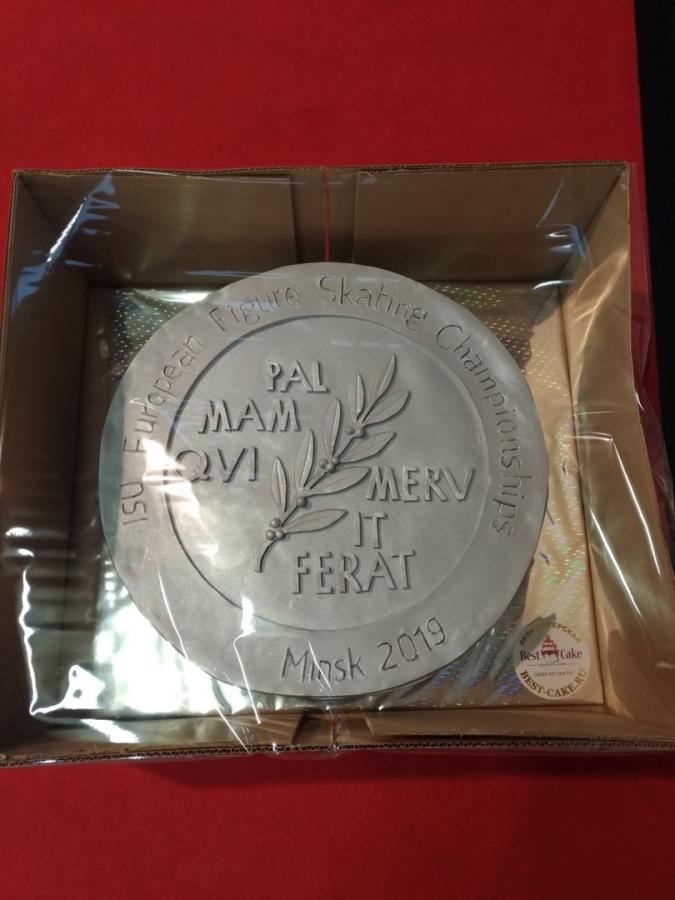 ISU European Figure Skating Championships
PAL
MAM
QVI
MERV
IT
FERAT
Minsk 2019
Best Cake
BEST-CAKE.RU